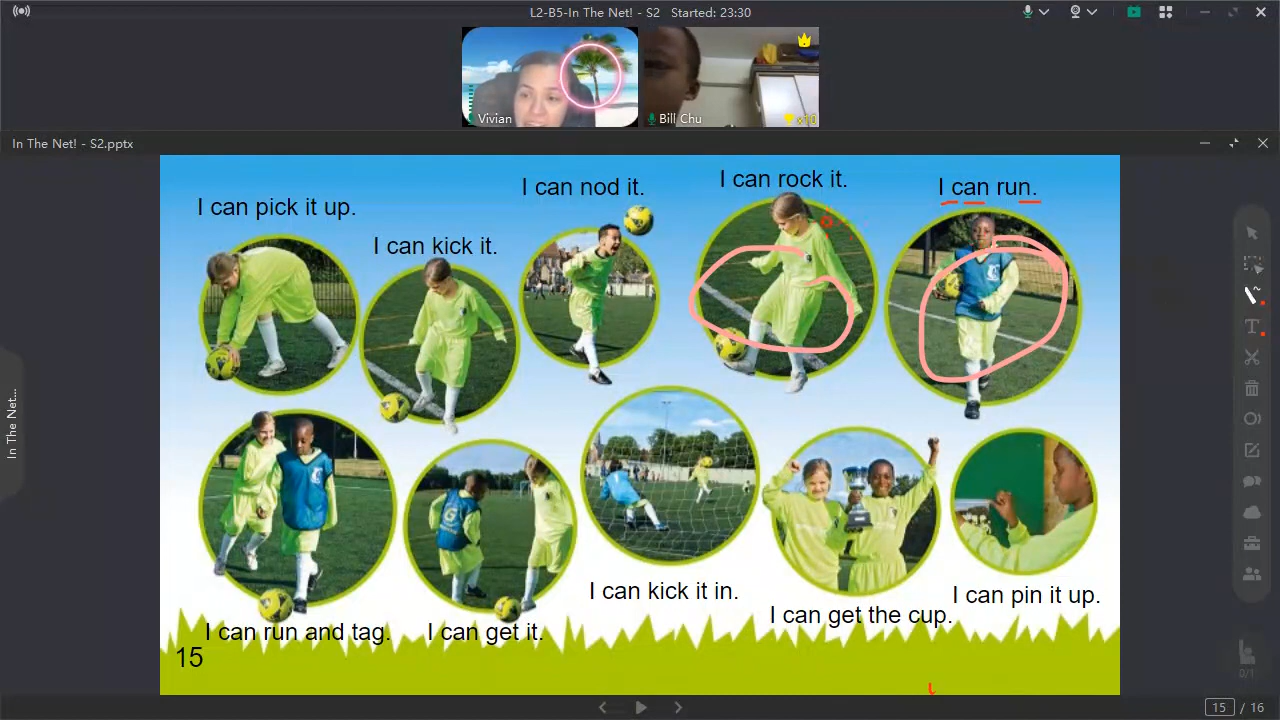 L2-B5-In The Net! - S2 Started: 23:30
Vivian
Bill Chu
x10
In The Net! - S2.pptx
I can pick it up.
I can kick it.
I can nod it.
I can rock it.
I can run.
I can run and tag.
I can get it.
I can kick it in.
I can get the cup.
I can pin it up.
15
In The Net...
G
T
0/1
15 / 16